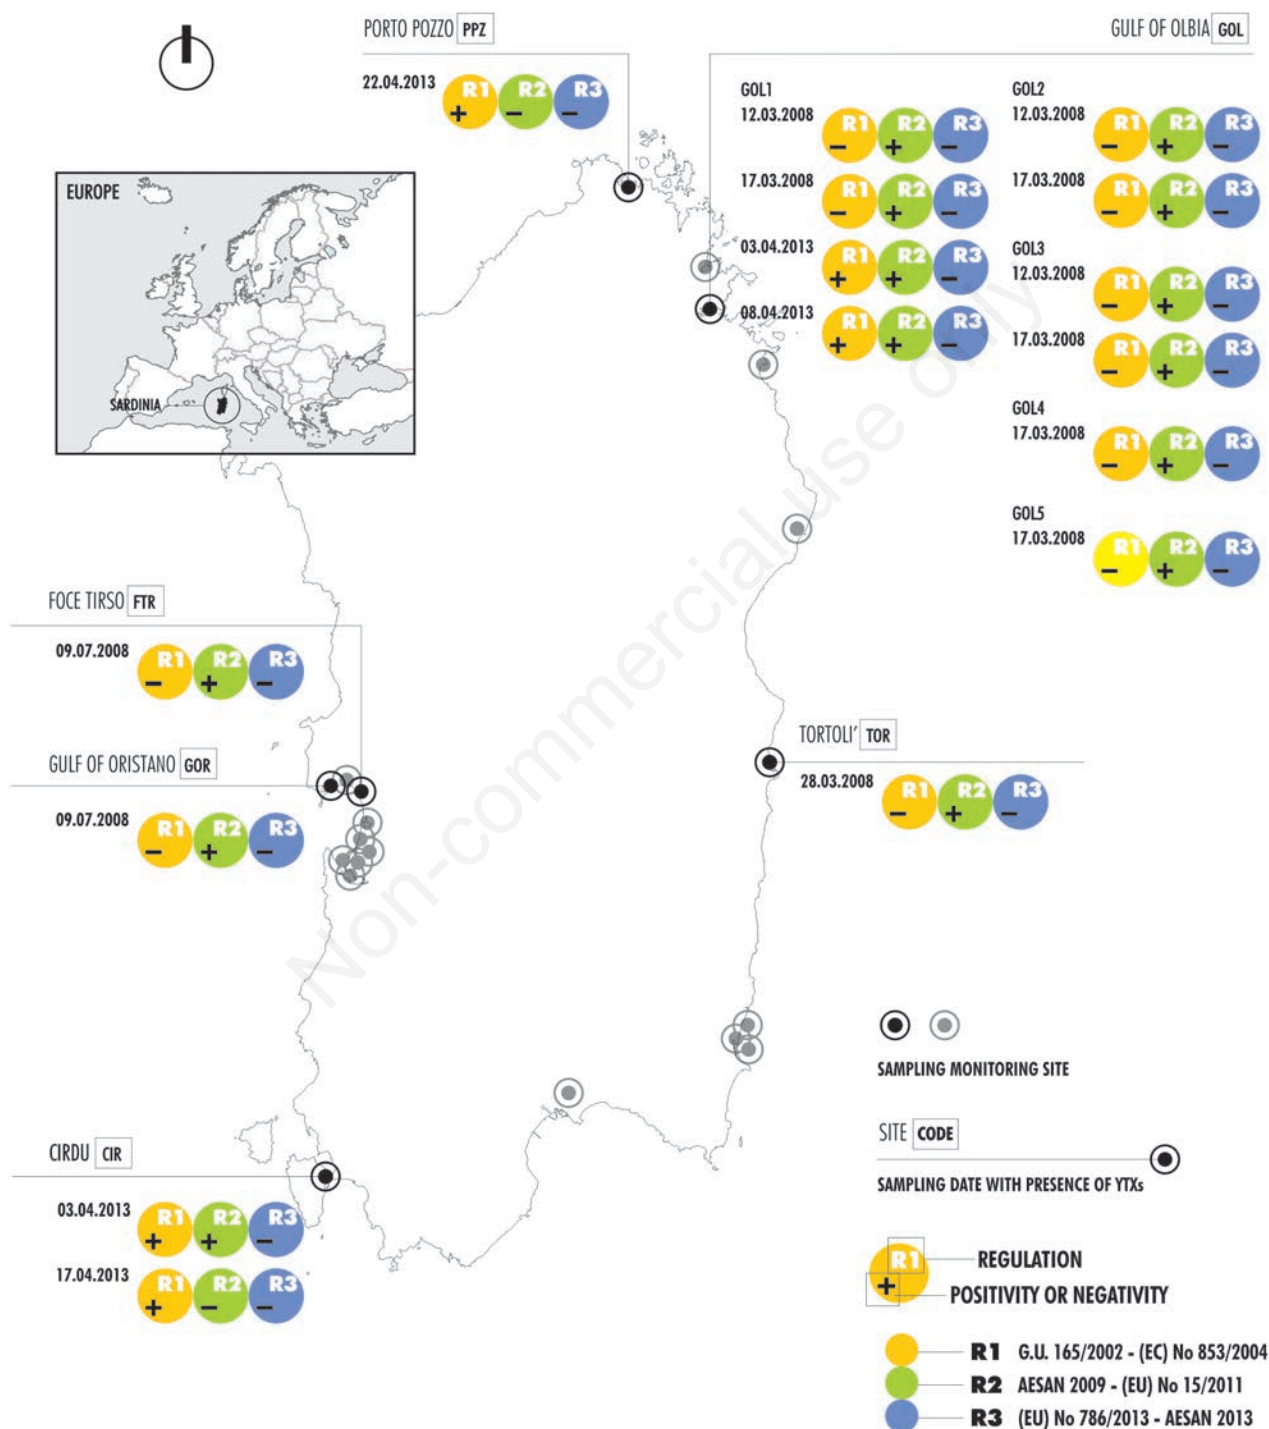 PORTO POZZO PPZ
22.04.2013
R1 + R2 − R3 −
GULF OF OLBIA GOL
GOL1
12.03.2008
R1 − R2 + R3 −
17.03.2008
R1 − R2 + R3 −
03.04.2013
R1 + R2 + R3 −
08.04.2013
R1 + R2 + R3 −
GOL2
12.03.2008
R1 − R2 + R3 −
17.03.2008
R1 − R2 + R3 −
GOL3
12.03.2008
R1 − R2 + R3 −
17.03.2008
R1 − R2 + R3 −
GOL4
17.03.2008
R1 − R2 + R3 −
GOL5
17.03.2008
R1 − R2 + R3 −
EUROPE
SARDINIA
FOCE TIRSO FTR
09.07.2008
R1 − R2 + R3 −
GULF OF ORISTANO GOR
09.07.2008
R1 − R2 + R3 −
TORTOLI’ TOR
28.03.2008
R1 − R2 + R3 −
CIRDU CIR
03.04.2013
R1 + R2 + R3 −
17.04.2013
R1 + R2 − R3 −
SAMPLING MONITORING SITE
SITE CODE
SAMPLING DATE WITH PRESENCE OF YTXs
R1 REGULATION
+ POSITIVITY OR NEGATIVITY
R1 G.U. 165/2002 - (EC) No 853/2004
R2 AESAN 2009 - (EU) No 15/2011
R3 (EU) No 786/2013 - AESAN 2013
Non-commercial use only